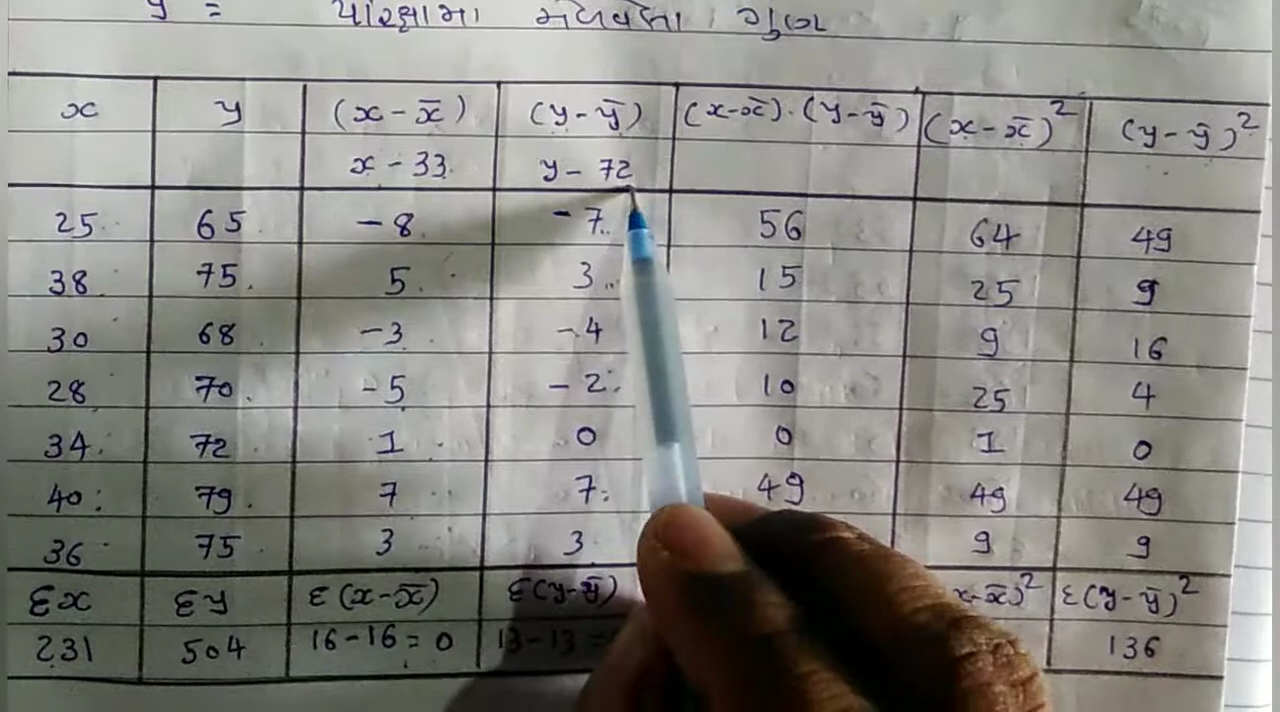 y =
x y (x - x̄) (y - ȳ) (x-x̄).(y-ȳ) (x-x̄)² (y-ȳ)²
x - 33 y - 72
25 65 -8 -7 56 64 49
38 75 5 3 15 25 9
30 68 -3 -4 12 9 16
28 70 -5 -2 10 25 4
34 72 1 0 0 1 0
40 79 7 7 49 49 49
36 75 3 3 9 9
Σx Σy Σ(x-x̄) Σ(y-ȳ) x-x̄)² Σ(y-ȳ)²
231 504 16-16=0 13-13= 136